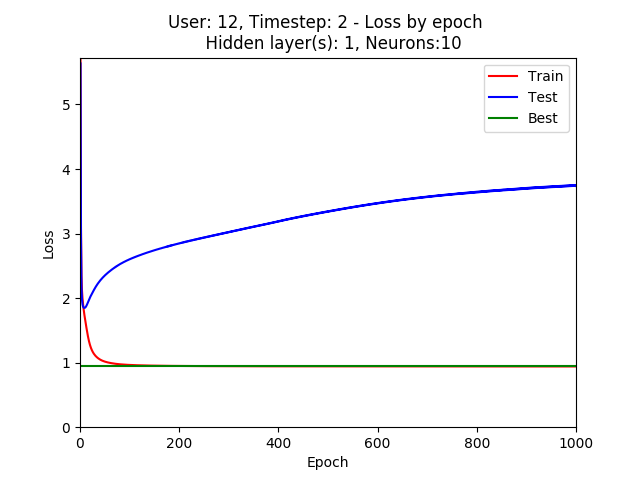 User: 12, Timestep: 2 - Loss by epoch
Hidden layer(s): 1, Neurons:10
Train
Test
Best
5
4
3
2
1
0
Loss
0 200 400 600 800 1000
Epoch